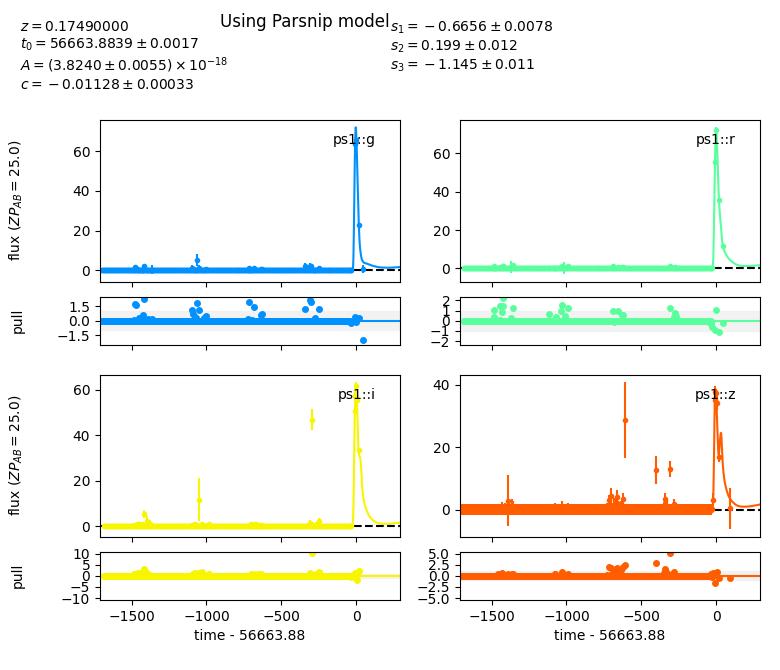 Using Parsnip model
z = 0.17490000
t0 = 56663.8839 ± 0.0017
A = (3.8240 ± 0.0055) × 10^−18
c = −0.01128 ± 0.00033
s1 = −0.6656 ± 0.0078
s2 = 0.199 ± 0.012
s3 = −1.145 ± 0.011
flux (ZP_AB = 25.0)
60
40
20
0
ps1::g
60
40
20
0
ps1::r
pull
1.5
0.0
−1.5
2
1
0
−1
−2
flux (ZP_AB = 25.0)
60
40
20
0
ps1::i
40
20
0
ps1::z
pull
10
5
0
−5
−10
5.0
2.5
0.0
−2.5
−5.0
−1500 −1000 −500 0
−1500 −1000 −500 0
time - 56663.88
time - 56663.88